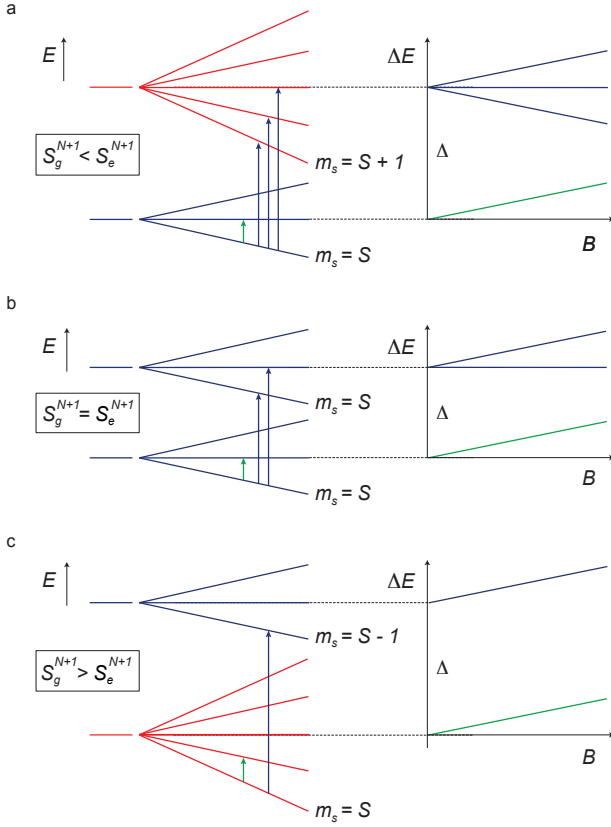 a
E
ΔE
S_g^{N+1} < S_e^{N+1}
m_s = S + 1
Δ
m_s = S
B
b
E
ΔE
S_g^{N+1} = S_e^{N+1}
m_s = S
Δ
m_s = S
B
c
E
ΔE
m_s = S - 1
S_g^{N+1} > S_e^{N+1}
Δ
B
m_s = S